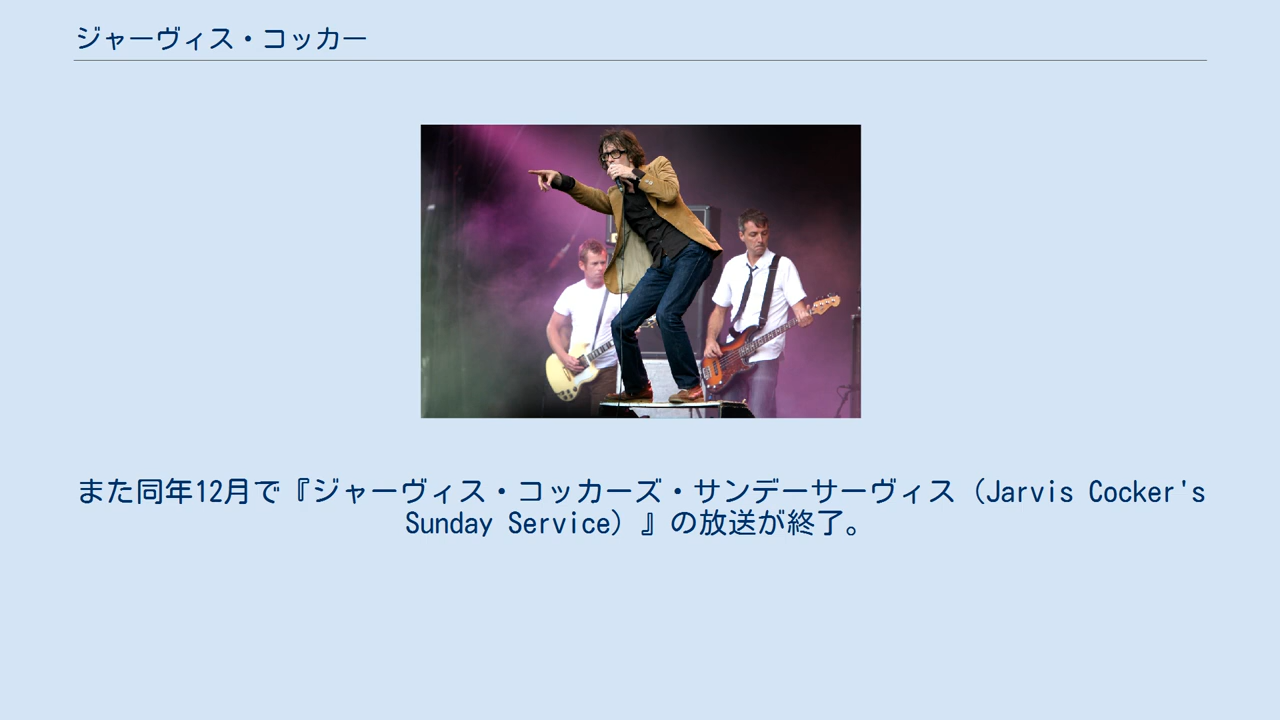 ジャーヴィス・コッカー
また同年12月で『ジャーヴィス・コッカーズ・サンデーサーヴィス（Jarvis Cocker's
Sunday Service）』の放送が終了。